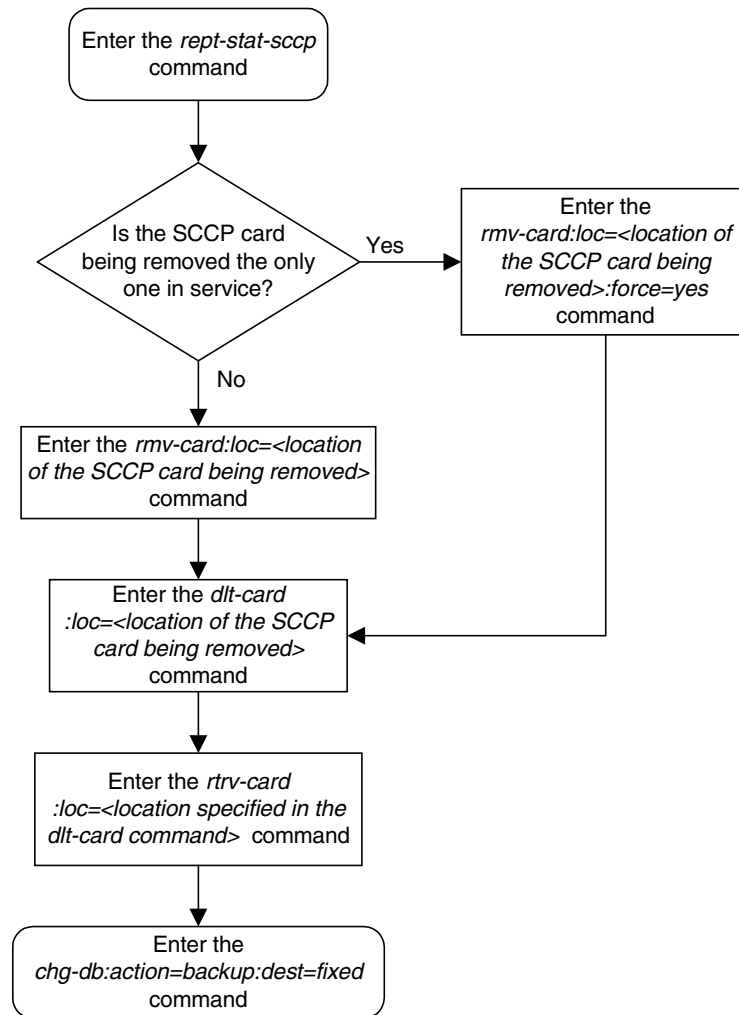 Enter the rept-stat-sccp
command
Is the SCCP card
being removed the only
one in service?
Yes
Enter the
rmv-card:loc=<location of
the SCCP card being
removed>:force=yes
command
No
Enter the rmv-card:loc=<location
of the SCCP card being removed>
command
Enter the dlt-card
:loc=<location of the SCCP
card being removed>
command
Enter the rtrv-card
:loc=<location specified in the
dlt-card command> command
Enter the
chg-db:action=backup:dest=fixed
command